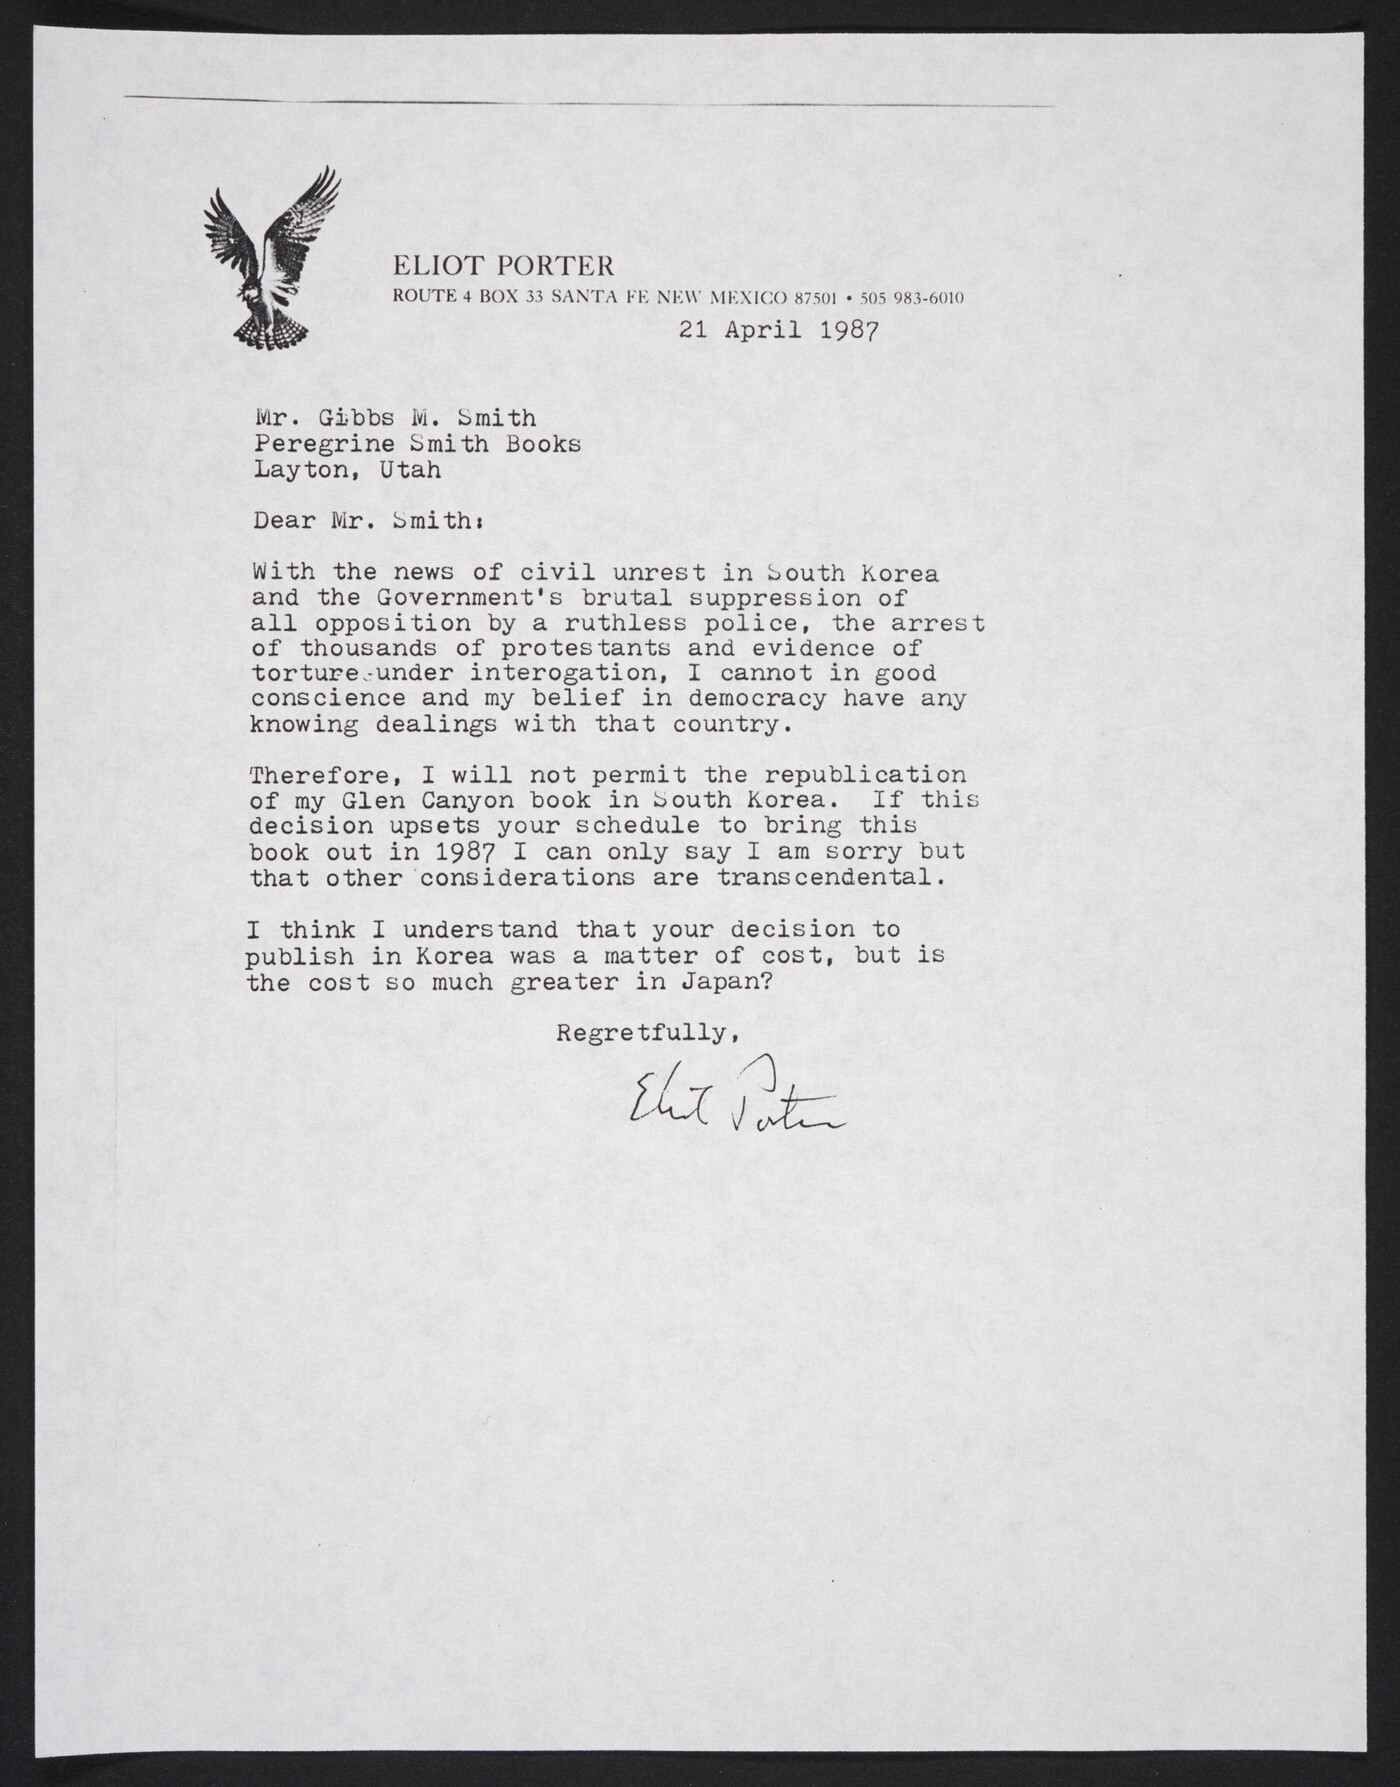 ELIOT PORTER
ROUTE 4 BOX 33 SANTA FE NEW MEXICO 87501 • 505 983-6010
21 April 1987
Mr. Gibbs M. Smith
Peregrine Smith Books
Layton, Utah
Dear Mr. Smith:
With the news of civil unrest in South Korea
and the Government's brutal suppression of
all opposition by a ruthless police, the arrest
of thousands of protestants and evidence of
torture under interogation, I cannot in good
conscience and my belief in democracy have any
knowing dealings with that country.
Therefore, I will not permit the republication
of my Glen Canyon book in South Korea. If this
decision upsets your schedule to bring this
book out in 1987 I can only say I am sorry but
that other considerations are transcendental.
I think I understand that your decision to
publish in Korea was a matter of cost, but is
the cost so much greater in Japan?
Regretfully,
Eliot Porter